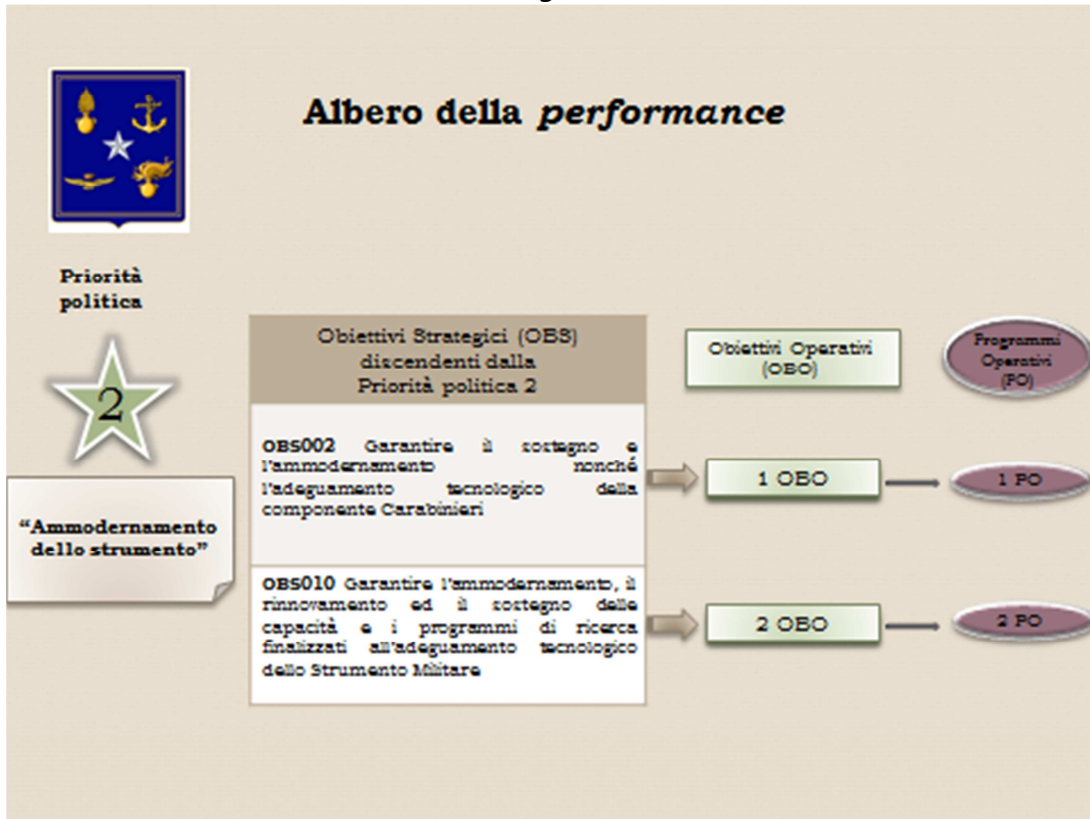 Albero della performance
Priorità
politica
2
"Ammodernamento
dello strumento"
Obiettivi Strategici (OBS)
discendenti dalla
Priorità politica 2
OBS002 Garantire il sostegno e
l'ammodernamento nonché
l'adeguamento tecnologico della
componente Carabinieri
OBS010 Garantire l'ammodernamento, il
rinnovamento ed il sostegno delle
capacità e i programmi di ricerca
finalizzati all'adeguamento tecnologico
dello Strumento Militare
Obiettivi Operativi
(OBO)
1 OBO
2 OBO
Programmi
Operativi
(PO)
1 PO
2 PO